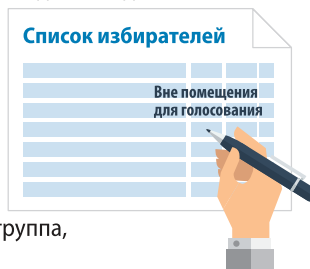 Список избирателей
Вне помещения
для голосования
группа,